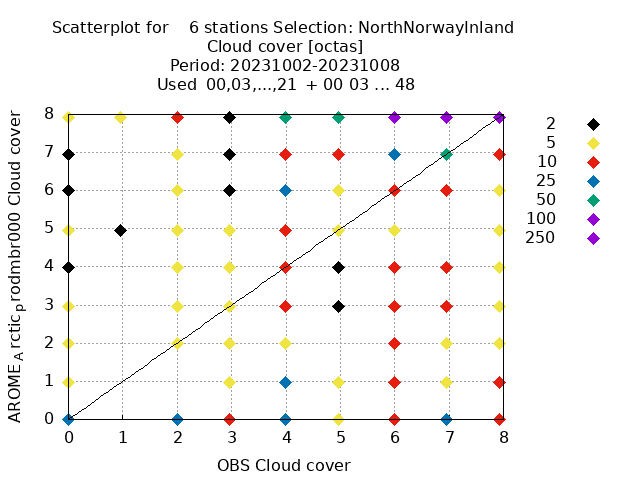 Scatterplot for 6 stations Selection: NorthNorwayInland
Cloud cover [octas]
Period: 20231002-20231008
Used 00,03,...,21 + 00 03 ... 48
AROME_Arctic_prodmbr000 Cloud cover
8
7
6
5
4
3
2
1
0
0 1 2 3 4 5 6 7 8
OBS Cloud cover
2
5
10
25
50
100
250